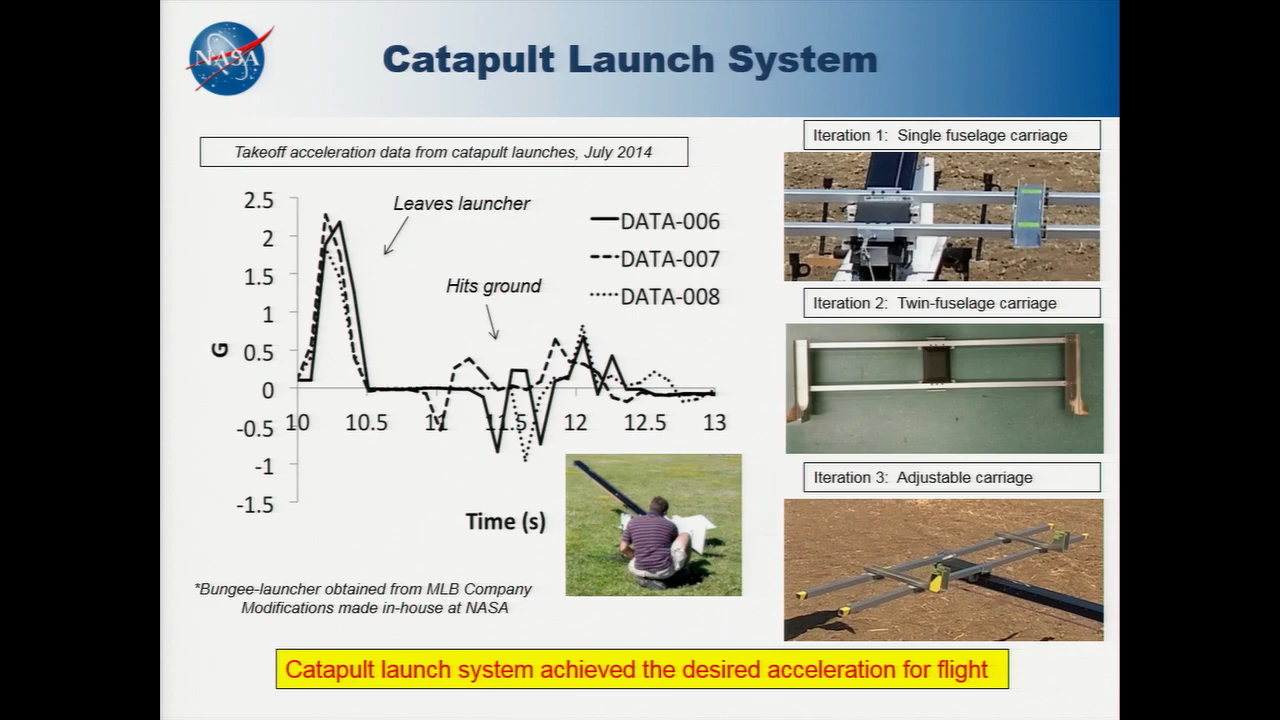 NASA
Catapult Launch System
Takeoff acceleration data from catapult launches, July 2014
Leaves launcher
Hits ground
DATA-006
DATA-007
DATA-008
2.5
2
1.5
1
0.5
0
-0.5
-1
-1.5
G
10 10.5 11 11.5 12 12.5 13
Time (s)
*Bungee-launcher obtained from MLB Company
Modifications made in-house at NASA
Iteration 1: Single fuselage carriage
Iteration 2: Twin-fuselage carriage
Iteration 3: Adjustable carriage
Catapult launch system achieved the desired acceleration for flight